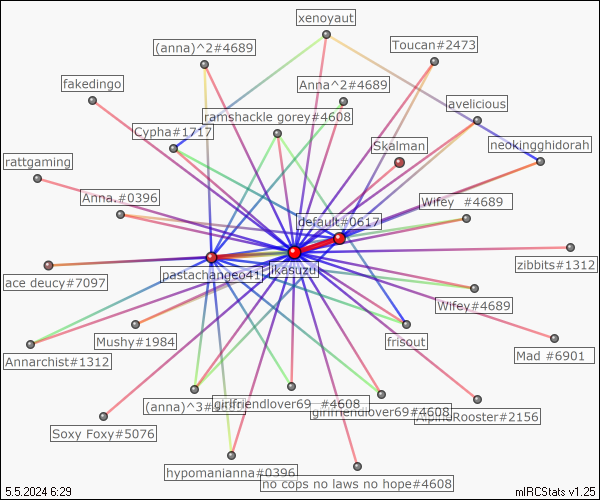 xenoyaut
(anna)^2#4689
Toucan#2473
fakedingo
Anna^2#4689
avelicious
ramshackle gorey#4608
Cypha#1717
Skalman
neokingghidorah
rattgaming
Anna.#0396
Wifey  #4689
default#0617
zibbits#1312
ikasuzu
pastachangeo41
ace deucy#7097
Wifey#4689
Mushy#1984
frisout
Annarchist#1312
Mad #6901
(anna)^3#
girlfriendlover69 #4608
girlfriendlover69#4608
Rooster#2156
Soxy Foxy#5076
hypomanianna#0396
no cops no laws no hope#4608
5.5.2024 6:29
mIRCStats v1.25